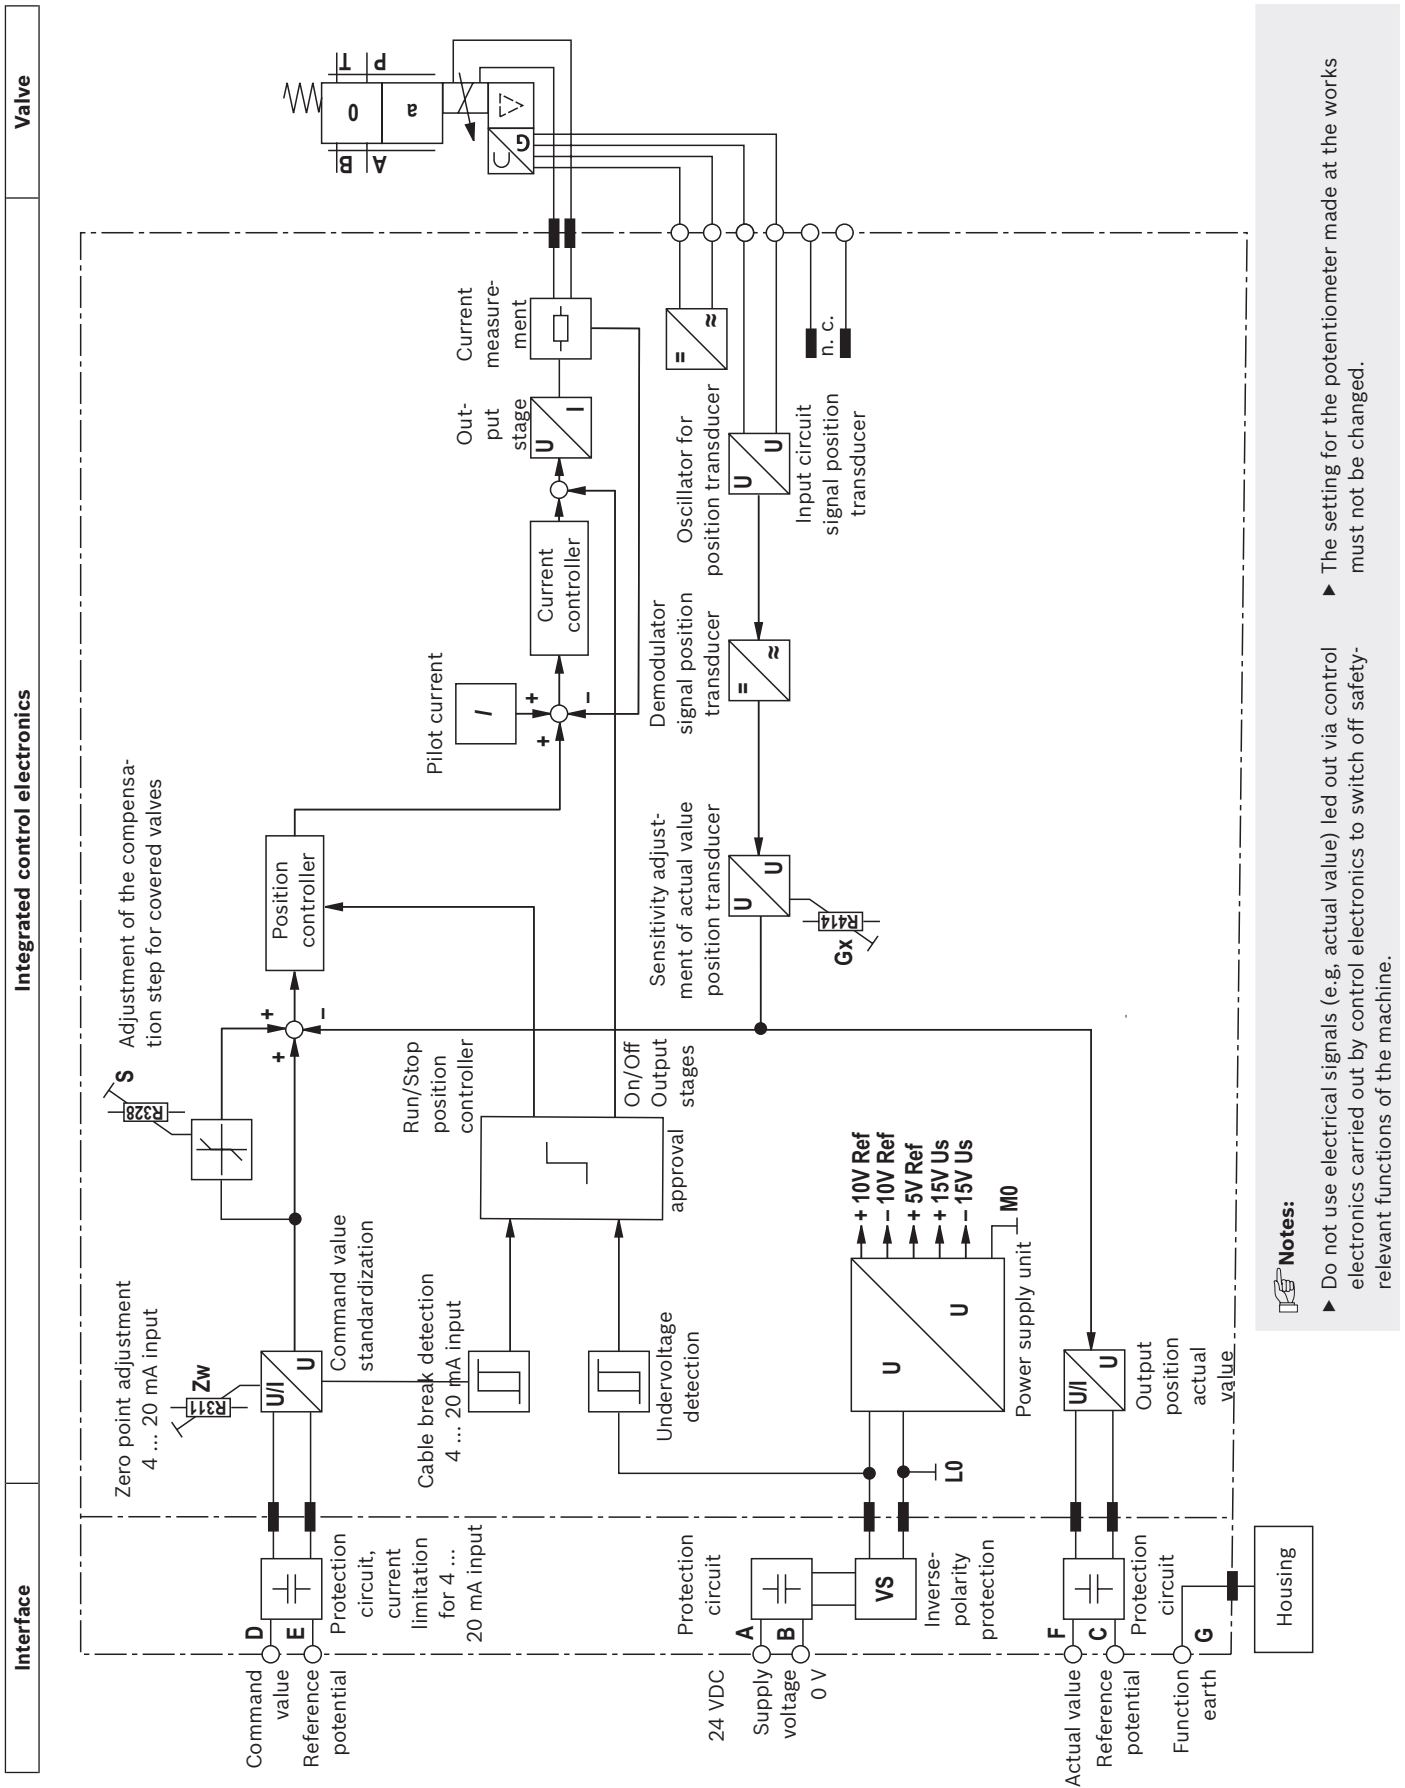 Interface
Integrated control electronics
Valve
Command
value
Reference
potential
D
E
Protection
circuit,
current
limitation
for 4 ...
20 mA input
Zero point adjustment
4 ... 20 mA input
R311
Zw
U/I
U
Command value
standardization
R328
S
Adjustment of the compensa-
tion step for covered valves
+
+
–
Position
controller
Cable break detection
4 ... 20 mA input
Undervoltage
detection
approval
Run/Stop
position
controller
On/Off
Output
stages
Pilot current
I
+
+
–
Current
controller
Out-
put
stage
U
I
Current
measure-
ment
B
A
T
P
0
a
U
G
24 VDC
Supply
voltage
0 V
A
B
Protection
circuit
VS
Inverse-
polarity
protection
L0
U
U
Power supply unit
+ 10V Ref
– 10V Ref
+ 5V Ref
+ 15V Us
– 15V Us
M0
Sensitivity adjust-
ment of actual value
position transducer
U
U
R414
Gx
Demodulator
signal position
transducer
=
≈
Oscillator for
position transducer
=
≈
U
U
Input circuit
signal position
transducer
n. c.
Actual value
Reference
potential
F
C
Protection
circuit
U/I
U
Output
position
actual
value
Function
earth
G
Housing
Notes:
▶ Do not use electrical signals (e.g, actual value) led out via control
electronics carried out by control electronics to switch off safety-
relevant functions of the machine.
▶ The setting for the potentiometer made at the works
must not be changed.